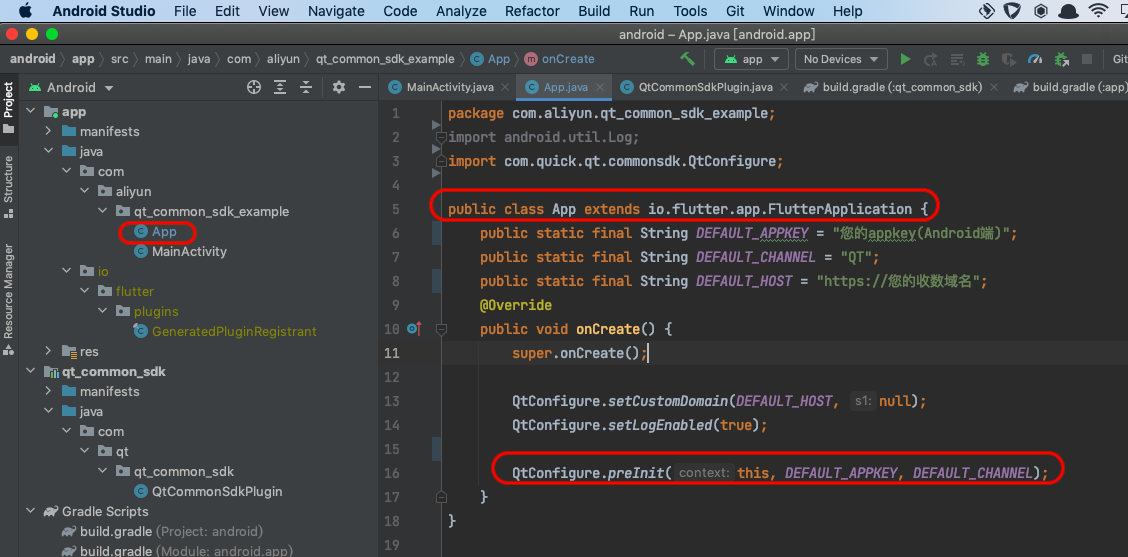 Android Studio File Edit View Navigate Code Analyze Refactor Build Run Tools Git Window Help
android – App.java [android.app]
android app src main java com aliyun qt_common_sdk_example App onCreate app No Devices Git
Android
MainActivity.java App.java QtCommonSdkPlugin.java build.gradle (:qt_common_sdk) build.gradle (:app)
Project
Structure
Resource Manager
app
manifests
java
com
aliyun
qt_common_sdk_example
App
MainActivity
io
flutter
plugins
GeneratedPluginRegistrant
res
qt_common_sdk
manifests
java
com
qt
qt_common_sdk
QtCommonSdkPlugin
Gradle Scripts
build.gradle (Project: android)
build.gradle (Module: android.app)
1 package com.aliyun.qt_common_sdk_example;
2 import android.util.Log;
3 import com.quick.qt.commonsdk.QtConfigure;
4
5 public class App extends io.flutter.app.FlutterApplication {
6 public static final String DEFAULT_APPKEY = "您的appkey(Android端)";
7 public static final String DEFAULT_CHANNEL = "QT";
8 public static final String DEFAULT_HOST = "https://您的收数域名";
9 @Override
10 public void onCreate() {
11 super.onCreate();
12
13 QtConfigure.setCustomDomain(DEFAULT_HOST, s1: null);
14 QtConfigure.setLogEnabled(true);
15
16 QtConfigure.preInit( context: this, DEFAULT_APPKEY, DEFAULT_CHANNEL);
17 }
18 }
19